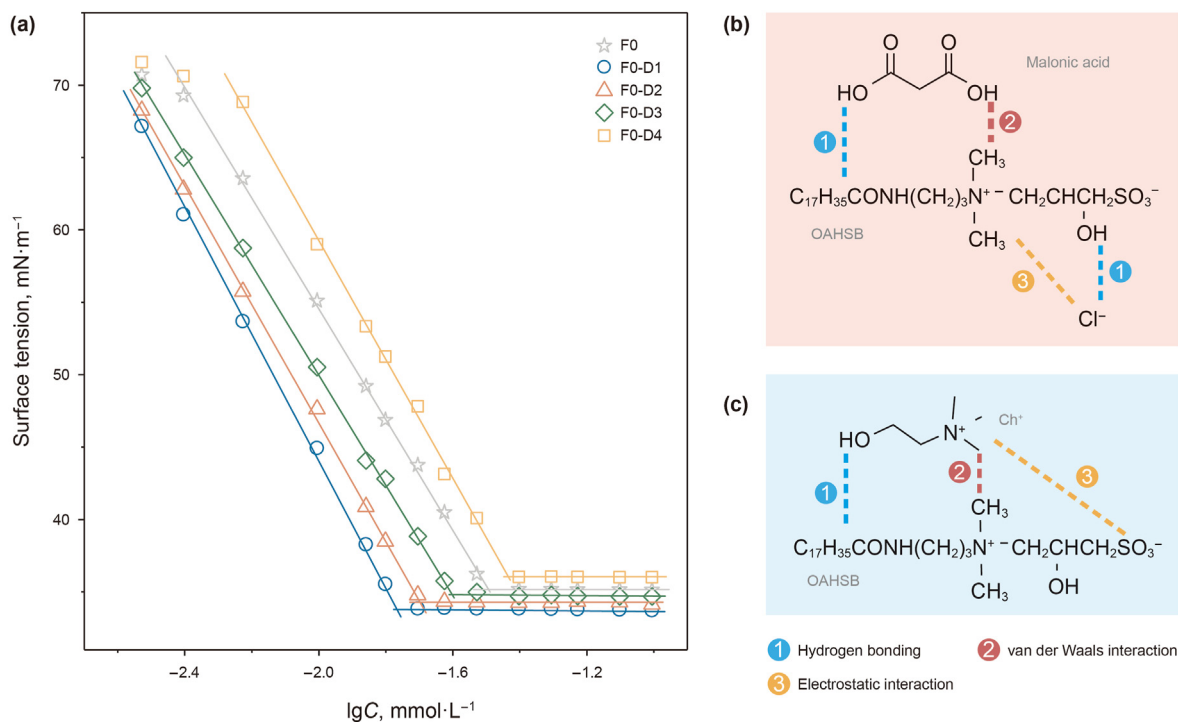 (a)
F0
F0-D1
F0-D2
F0-D3
F0-D4
70
60
50
40
Surface tension, mN·m⁻¹
−2.4
−2.0
−1.6
−1.2
lgC, mmol·L⁻¹
(b)
O O
Malonic acid
HO OH
1
2
CH₃
C₁₇H₃₅CONH(CH₂)₃N⁺ − CH₂CHCH₂SO₃⁻
OAHSB
CH₃ OH
3
1
Cl⁻
(c)
Ch⁺
N⁺
HO
1
2
3
CH₃
C₁₇H₃₅CONH(CH₂)₃N⁺ − CH₂CHCH₂SO₃⁻
OAHSB
CH₃ OH
1 Hydrogen bonding
2 van der Waals interaction
3 Electrostatic interaction